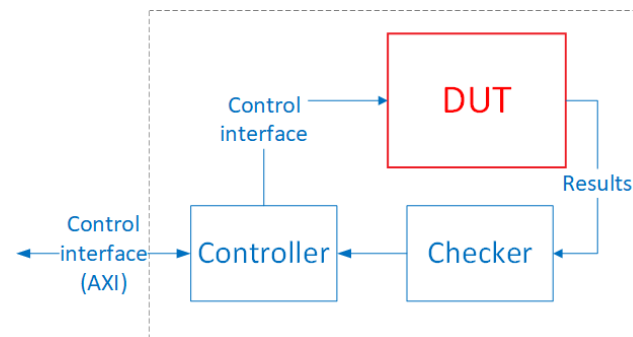 DUT
Control
interface
Results
Control
interface
(AXI)
Controller
Checker